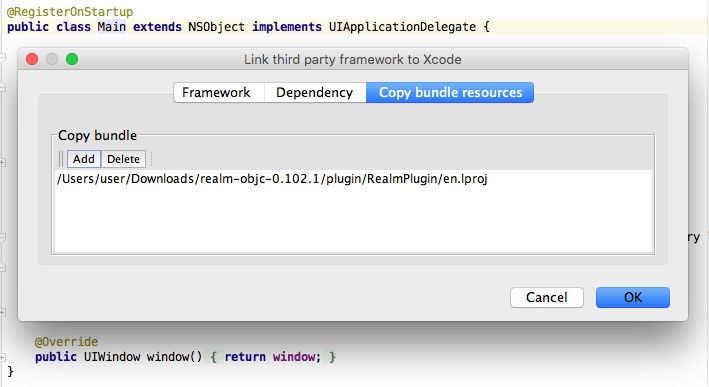 @RegisterOnStartup
public class Main extends NSObject implements UIApplicationDelegate {
Link third party framework to Xcode
Framework Dependency Copy bundle resources
Copy bundle
Add Delete
/Users/user/Downloads/realm-objc-0.102.1/plugin/RealmPlugin/en.lproj
ry
Cancel OK
@Override
public UIWindow window() { return window; }
}